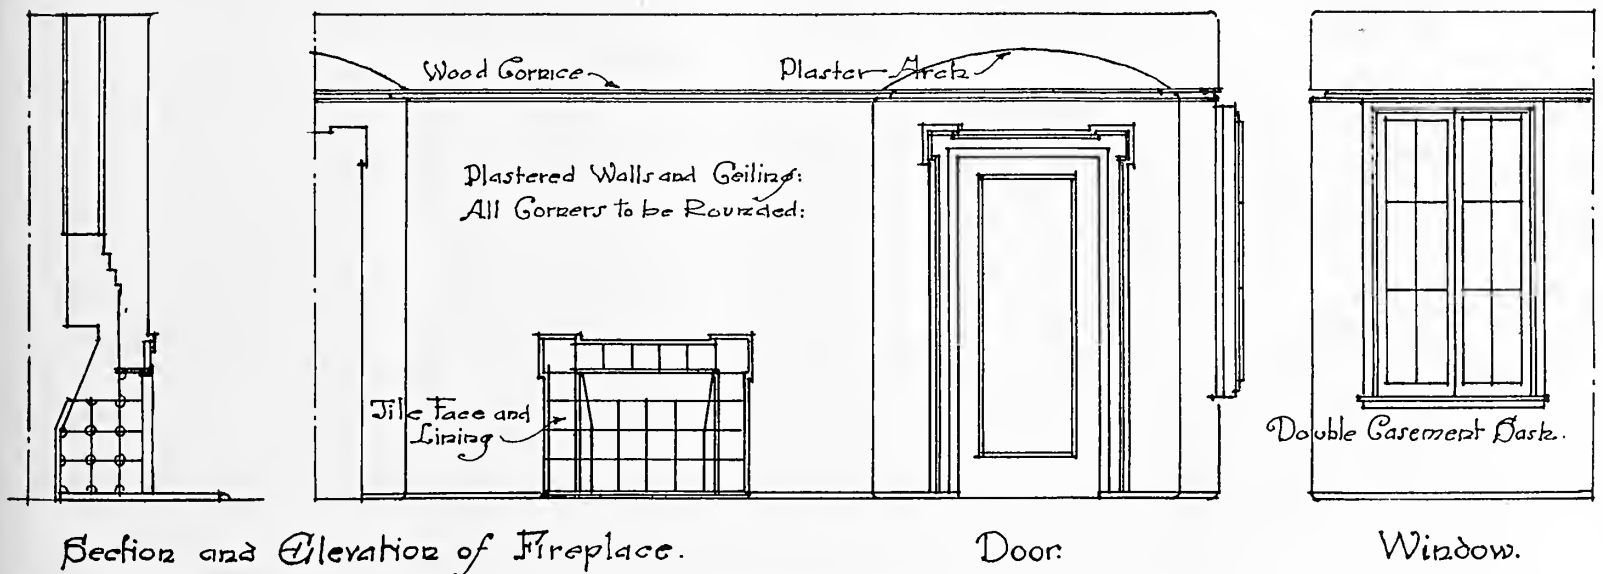 Wood Cornice
Plaster Arch
Plastered Walls and Ceiling:
All Corners to be Rounded:
Tile Face and
Lining
Double Casement Sash.
Section and Elevation of Fireplace.
Door.
Window.